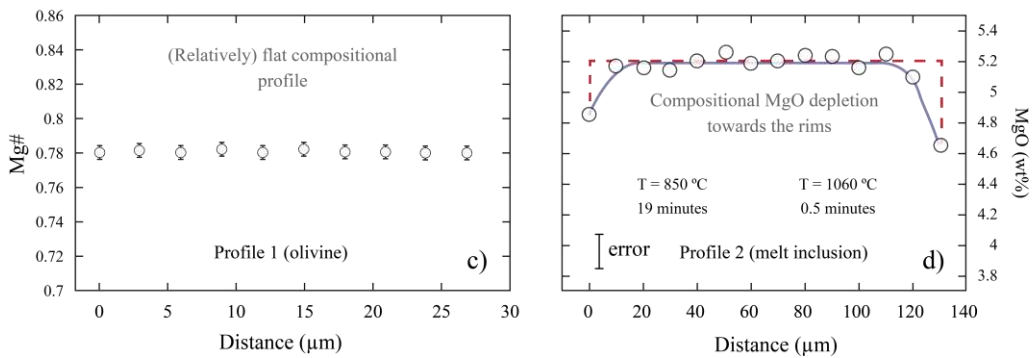 0.86
0.84
0.82
0.8
0.78
0.76
0.74
0.72
0.7
Mg#
(Relatively) flat compositional
profile
Profile 1 (olivine)
c)
0
5
10
15
20
25
30
Distance (µm)
5.4
5.2
5
4.8
4.6
4.4
4.2
4
3.8
MgO (wt%)
Compositional MgO depletion
towards the rims
T = 850 ºC
19 minutes
T = 1060 ºC
0.5 minutes
error
Profile 2 (melt inclusion)
d)
0
20
40
60
80
100
120
140
Distance (µm)